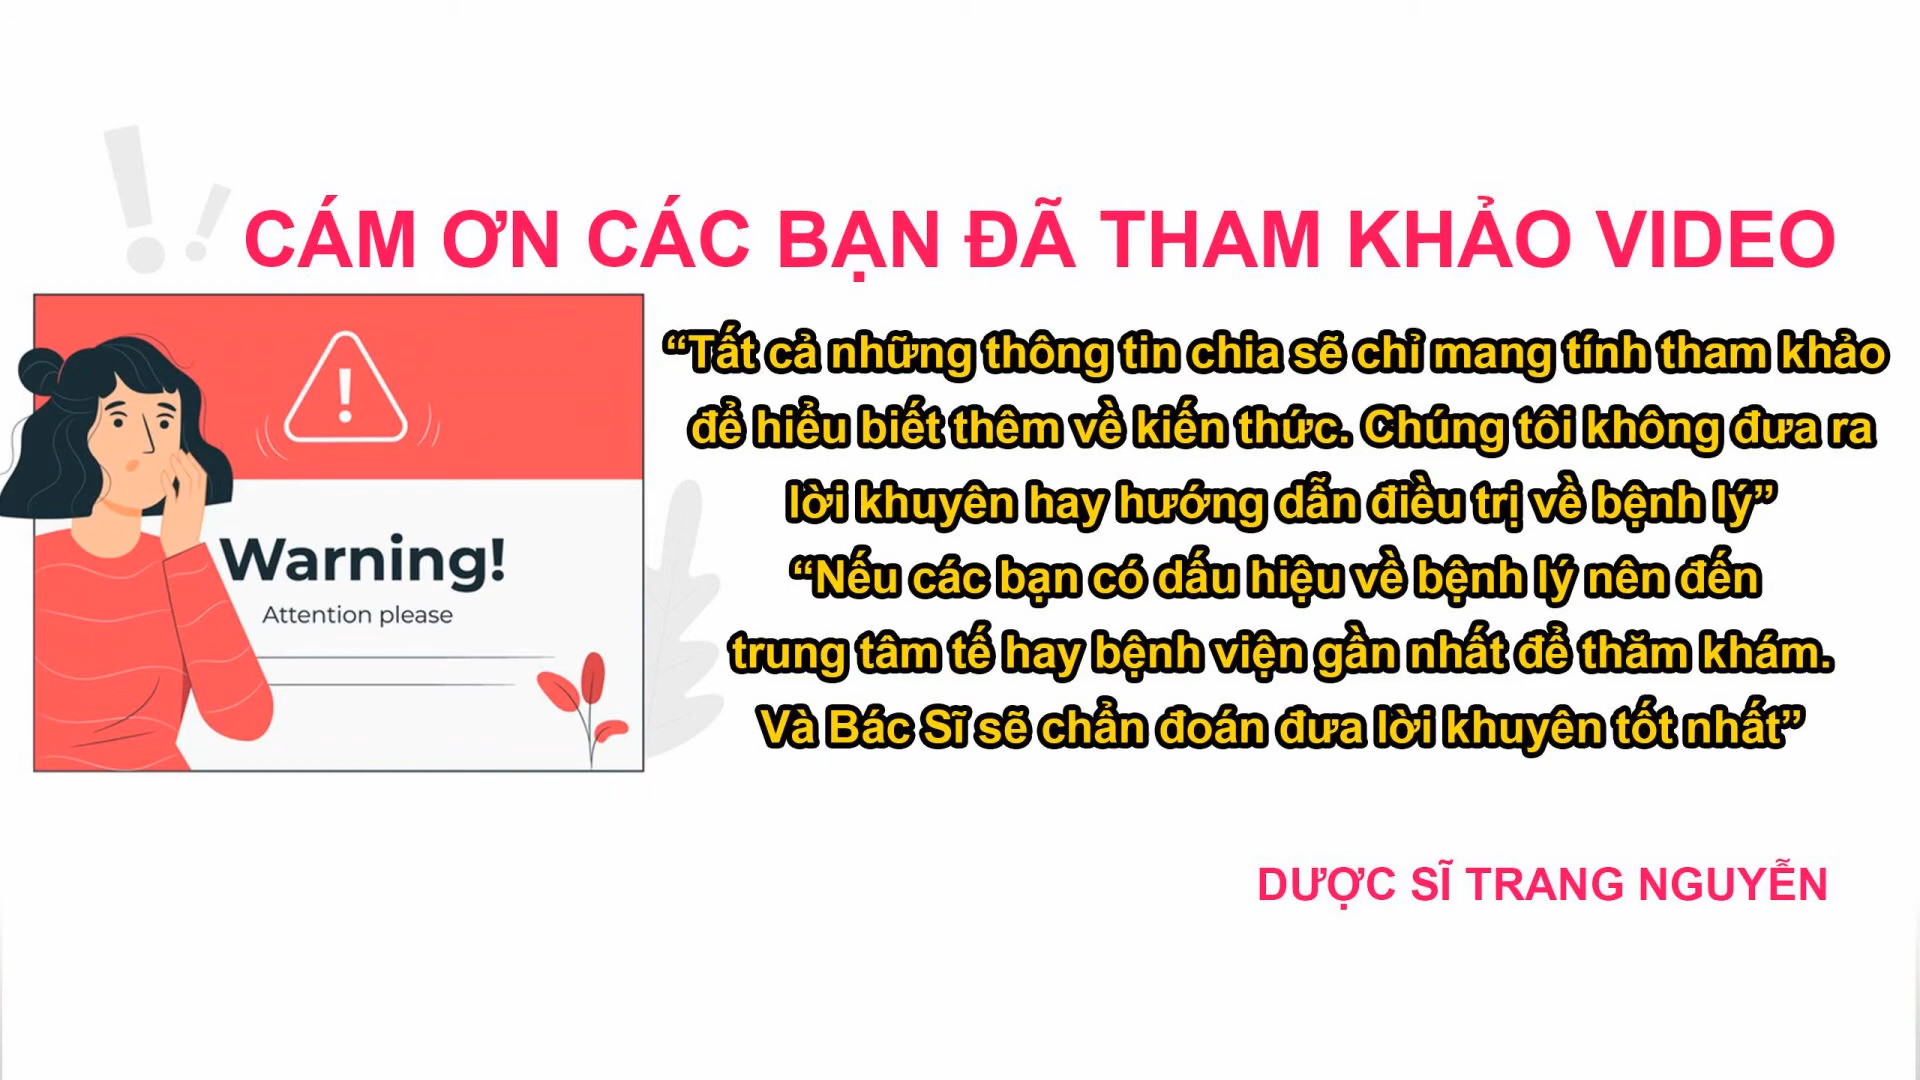 CÁM ƠN CÁC BẠN ĐÃ THAM KHẢO VIDEO
Warning!
Attention please
“Tất cả những thông tin chia sẽ chỉ mang tính tham khảo
để hiểu biết thêm về kiến thức. Chúng tôi không đưa ra
lời khuyên hay hướng dẫn điều trị về bệnh lý”
“Nếu các bạn có dấu hiệu về bệnh lý nên đến
trung tâm tế hay bệnh viện gần nhất để thăm khám.
Và Bác Sĩ sẽ chẩn đoán đưa lời khuyên tốt nhất”
DƯỢC SĨ TRANG NGUYỄN